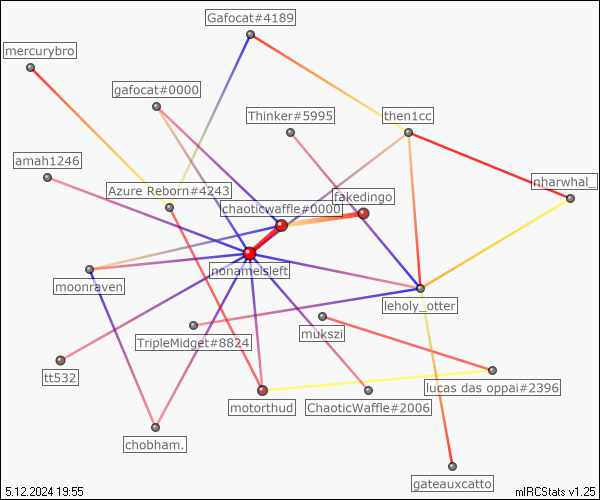 Gafocat#4189
mercurybro
gafocat#0000
Thinker#5995
then1cc
amah1246
nharwhal_
Azure Reborn#4243
fakedingo
chaoticwaffle#0000
nonameisleft
moonraven
leholy_otter
mukszi
TripleMidget#8824
tt532
lucas das oppai#2396
motorthud
ChaoticWaffle#2006
chobham.
gateauxcatto
5.12.2024 19:55
mIRCStats v1.25